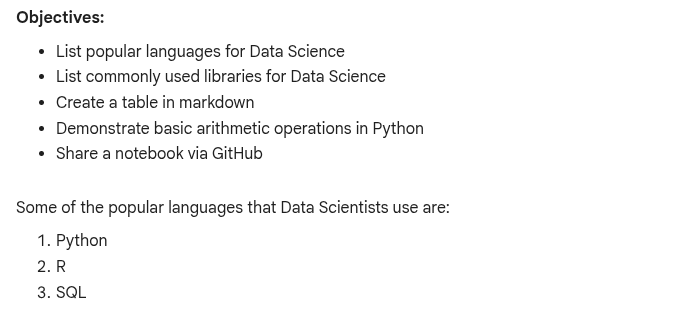 Objectives:
• List popular languages for Data Science
• List commonly used libraries for Data Science
• Create a table in markdown
• Demonstrate basic arithmetic operations in Python
• Share a notebook via GitHub
Some of the popular languages that Data Scientists use are:
1. Python
2. R
3. SQL